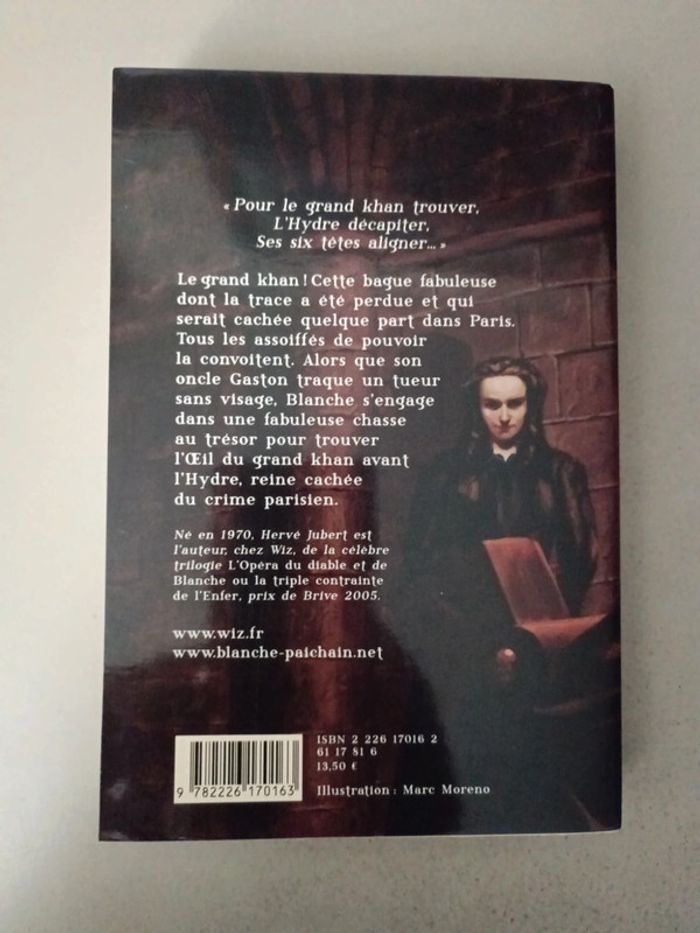 « Pour le grand khan trouver,
L'Hydre décapiter,
Ses six têtes aligner... »
Le grand khan ! Cette bague fabuleuse
dont la trace a été perdue et qui
serait cachée quelque part dans Paris.
Tous les assoiffés de pouvoir
la convoitent. Alors que son
oncle Gaston traque un tueur
sans visage, Blanche s'engage
dans une fabuleuse chasse
au trésor pour trouver
l'Œil du grand khan avant
l'Hydre, reine cachée
du crime parisien.
Né en 1970, Hervé Jubert est
l'auteur, chez Wiz, de la célèbre
trilogie L'Opéra du diable et de
Blanche ou la triple contrainte
de l'Enfer, prix de Brive 2005.
www.wiz.fr
www.blanche-paichain.net
ISBN 2 226 17016 2
61 17 81 6
13,50 €
9 782226 170163
Illustration : Marc Moreno